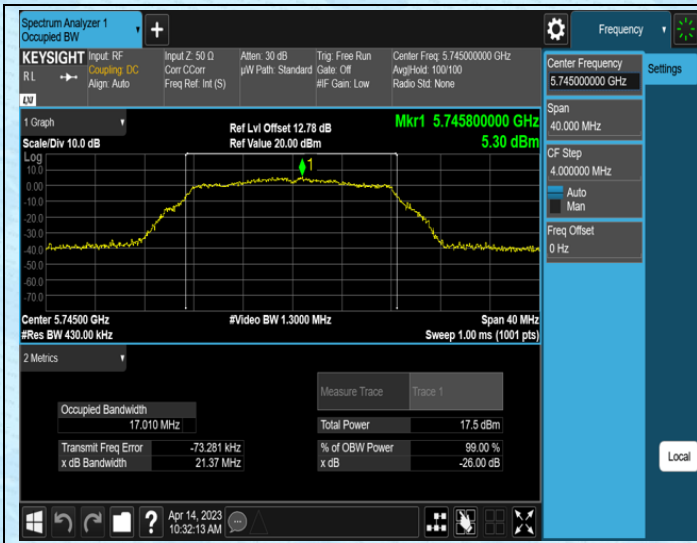 Spectrum Analyzer 1
Occupied BW
Frequency
KEYSIGHT
RL
Input: RF
Coupling: DC
Align: Auto
Input Z: 50 Ω
Corr CCorr
Freq Ref: Int (S)
Atten: 30 dB
µW Path: Standard
Trig: Free Run
Gate: Off
#IF Gain: Low
Center Freq: 5.745000000 GHz
Avg|Hold: 100/100
Radio Std: None
LXI
1 Graph
Scale/Div 10.0 dB
Ref Lvl Offset 12.78 dB
Ref Value 20.00 dBm
Mkr1 5.745800000 GHz
5.30 dBm
Log
10.0
0.00
-10.0
-20.0
-30.0
-40.0
-50.0
-60.0
-70.0
1
Center 5.74500 GHz
#Res BW 430.00 kHz
#Video BW 1.3000 MHz
Span 40 MHz
Sweep 1.00 ms (1001 pts)
2 Metrics
Measure Trace
Trace 1
Occupied Bandwidth
17.010 MHz
Total Power
17.5 dBm
Transmit Freq Error
-73.281 kHz
% of OBW Power
99.00 %
x dB Bandwidth
21.37 MHz
x dB
-26.00 dB
Apr 14, 2023
10:32:13 AM
Center Frequency
5.745000000 GHz
Settings
Span
40.000 MHz
CF Step
4.000000 MHz
Auto
Man
Freq Offset
0 Hz
Local